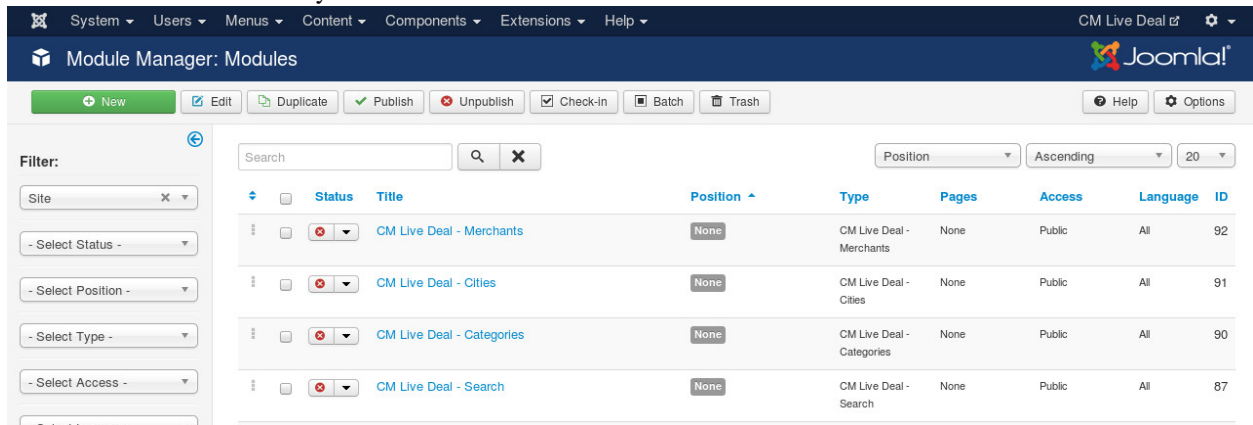 System Users Menus Content Components Extensions Help CM Live Deal
Module Manager: Modules Joomla!®
New Edit Duplicate Publish Unpublish Check-in Batch Trash Help Options
Filter:
Search Position Ascending 20
Site
Status Title Position Type Pages Access Language ID
- Select Status -
CM Live Deal - Merchants None CM Live Deal - None Public All 92
Merchants
- Select Position -
CM Live Deal - Cities None CM Live Deal - None Public All 91
Cities
- Select Type -
CM Live Deal - Categories None CM Live Deal - None Public All 90
Categories
- Select Access -
CM Live Deal - Search None CM Live Deal - None Public All 87
Search